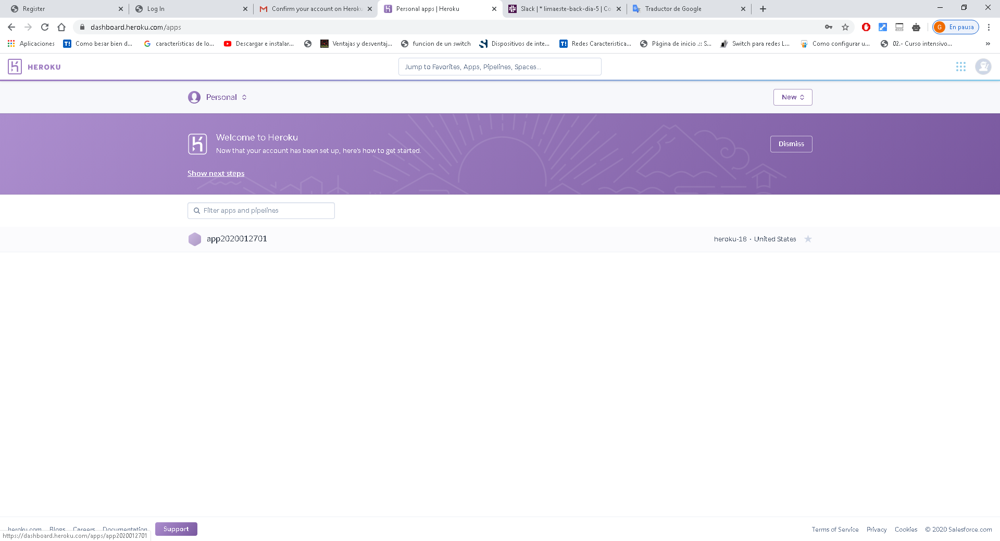 Register
Log In
Confirm your account on Heroku
Personal apps | Heroku
Slack | * limaeste-back-dia-5 | Co
Traductor de Google
dashboard.heroku.com/apps
G
En pausa
Aplicaciones
Como besar bien d...
características de lo...
Descargar e instalar...
Ventajas y desventaj...
funcion de un switch
Dispositivos de inte...
Redes Caracteristica...
Página de inicio .:: S...
Switch para redes L...
Como configurar u...
02.- Curso intensivo...
»
HEROKU
Jump to Favorites, Apps, Pipelines, Spaces...
Personal
New
Welcome to Heroku
Now that your account has been set up, here's how to get started.
Dismiss
Show next steps
Filter apps and pipelines
app2020012701
heroku-18 · United States
heroku.com
Blogs
Careers
Documentation
Support
Terms of Service
Privacy
Cookies
© 2020 Salesforce.com
https://dashboard.heroku.com/apps/app2020012701